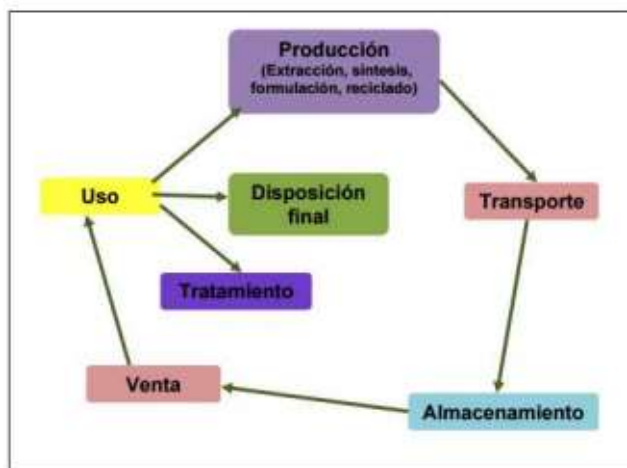 Producción
(Extracción, síntesis,
formulación, reciclado)
Uso
Disposición
final
Transporte
Tratamiento
Venta
Almacenamiento